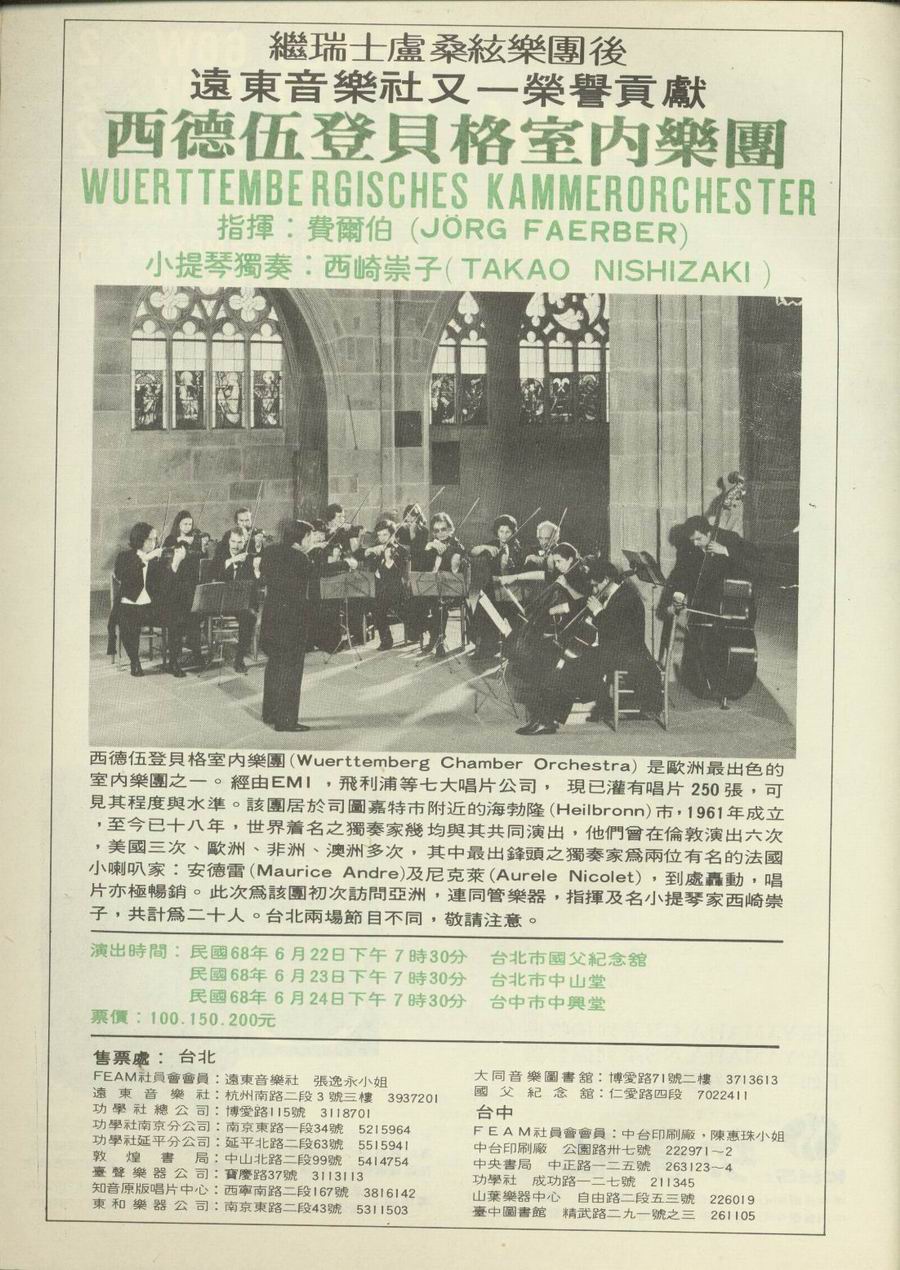 繼瑞士盧桑絃樂團後
遠東音樂社又一榮譽貢獻
西德伍登貝格室內樂團
WUERTTEMBERGISCHES KAMMERORCHESTER
指揮：費爾伯 (JÖRG FAERBER)
小提琴獨奏：西崎崇子(TAKAO NISHIZAKI)
西德伍登貝格室內樂團(Wuerttemberg Chamber Orchestra) 是歐洲最出色的
室內樂團之一。經由EMI ，飛利浦等七大唱片公司， 現已灌有唱片 250 張，可
見其程度與水準。該團居於司圖嘉特市附近的海勃隆(Heilbronn)市，1961年成立
，至今已十八年，世界着名之獨奏家幾均與其共同演出，他們曾在倫敦演出六次
，美國三次、歐洲、非洲、澳洲多次，其中最出鋒頭之獨奏家爲兩位有名的法國
小喇叭家：安德雷(Maurice Andre)及尼克萊(Aurele Nicolet)，到處轟動，唱
片亦極暢銷。此次爲該團初次訪問亞洲，連同管樂器，指揮及名小提琴家西崎崇
子，共計爲二十人。台北兩場節目不同，敬請注意。
演出時間：民國68年 6 月22日下午 7 時30分 台北市國父紀念舘
民國68年 6 月23日下午 7 時30分 台北市中山堂
民國68年 6 月24日下午 7 時30分 台中市中興堂
票價：100.150.200元
售票處： 台北
FEAM社員會會員：遠東音樂社 張逸永小姐
遠東音樂社：杭州南路二段 3 號三樓 3937201
功學社總公司：博愛路115號 3118701
功學社南京分公司：南京東路一段34號 5215964
功學社延平分公司：延平北路二段63號 5515941
敦煌書局：中山北路二段99號 5414754
臺聲樂器公司：寶慶路37號 3113113
知音原版唱片中心：西寧南路二段167號 3816142
東和樂器公司：南京東路二段43號 5311503
大同音樂圖書舘：博愛路71號二樓 3713613
國父紀念舘：仁愛路四段 7022411
台中
FEAM社員會會員：中台印刷廠，陳惠珠小姐
中台印刷廠 公園路卅七號 222971～2
中央書局 中正路一二五號 263123～4
功學社 成功路一二七號 211345
山葉樂器中心 自由路二段五三號 226019
臺中圖書館 精武路二九一號之三 261105